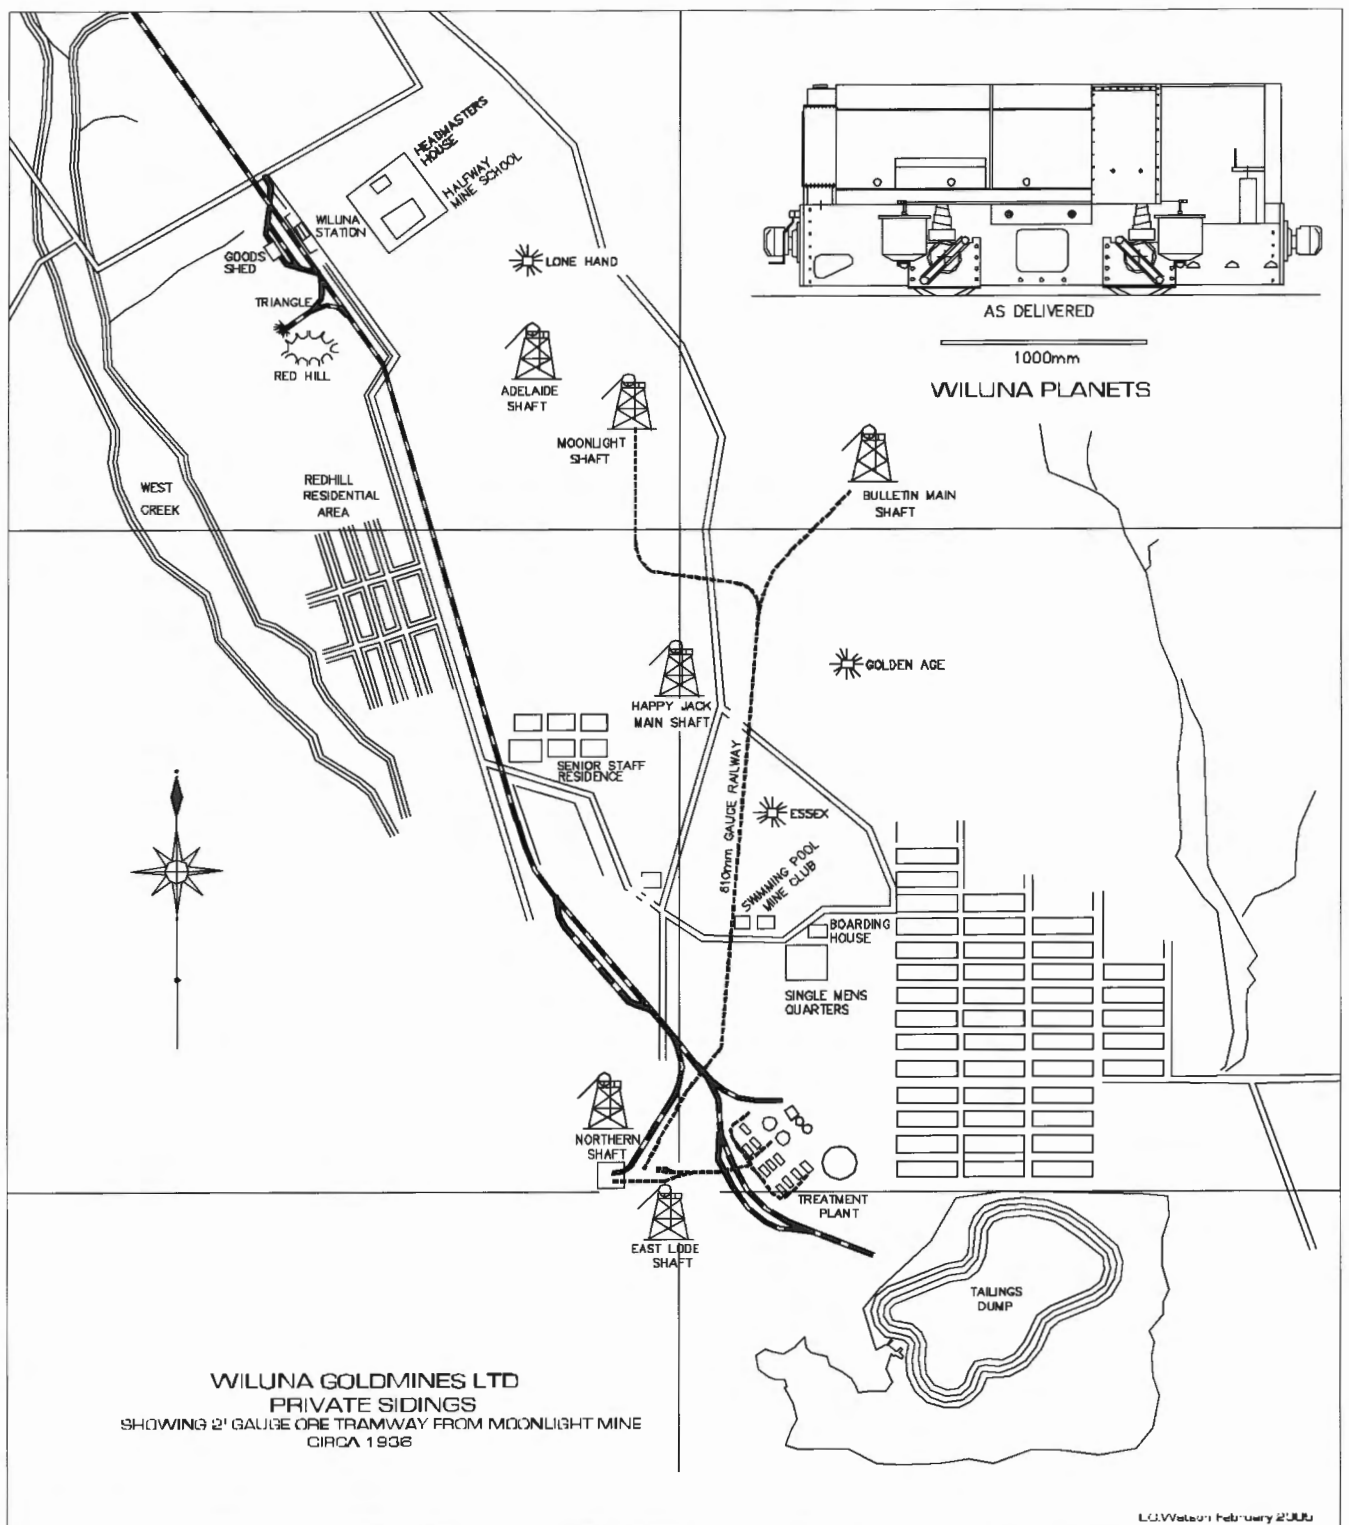 HEADMASTERS
HOUSE
HALFWAY
MINE SCHOOL
WILUNA
STATION
GOODS
SHED
LONE HAND
TRIANGLE
RED HILL
ADELAIDE
SHAFT
MOONLIGHT
SHAFT
AS DELIVERED
1000mm
WILUNA PLANETS
BULLETIN MAIN
SHAFT
WEST
CREEK
REDHILL
RESIDENTIAL
AREA
GOLDEN AGE
HAPPY JACK
MAIN SHAFT
SENIOR STAFF
RESIDENCE
610mm GAUGE RAILWAY
ESSEX
SWIMMING POOL
MINE CLUB
BOARDING
HOUSE
SINGLE MENS
QUARTERS
NORTHERN
SHAFT
TREATMENT
PLANT
EAST LODE
SHAFT
TAILINGS
DUMP
WILUNA GOLDMINES LTD
PRIVATE SIDINGS
SHOWING 2' GAUGE ORE TRAMWAY FROM MOONLIGHT MINE
CIRCA 1936
Watson February